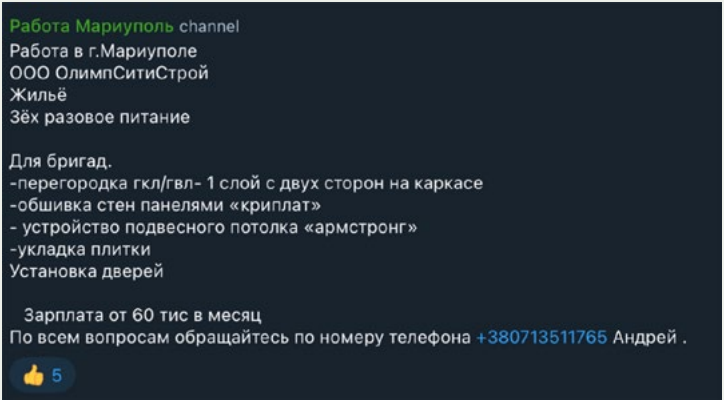 Работа Мариуполь channel
Работа в г.Мариуполе
ООО ОлимпСитиСтрой
Жильё
Зёх разовое питание
Для бригад.
-перегородка гкл/гвл- 1 слой с двух сторон на каркасе
-обшивка стен панелями «криплат»
- устройство подвесного потолка «армстронг»
-укладка плитки
Установка дверей
Зарплата от 60 тис в месяц
По всем вопросам обращайтесь по номеру телефона +380713511765 Андрей .
👍 5